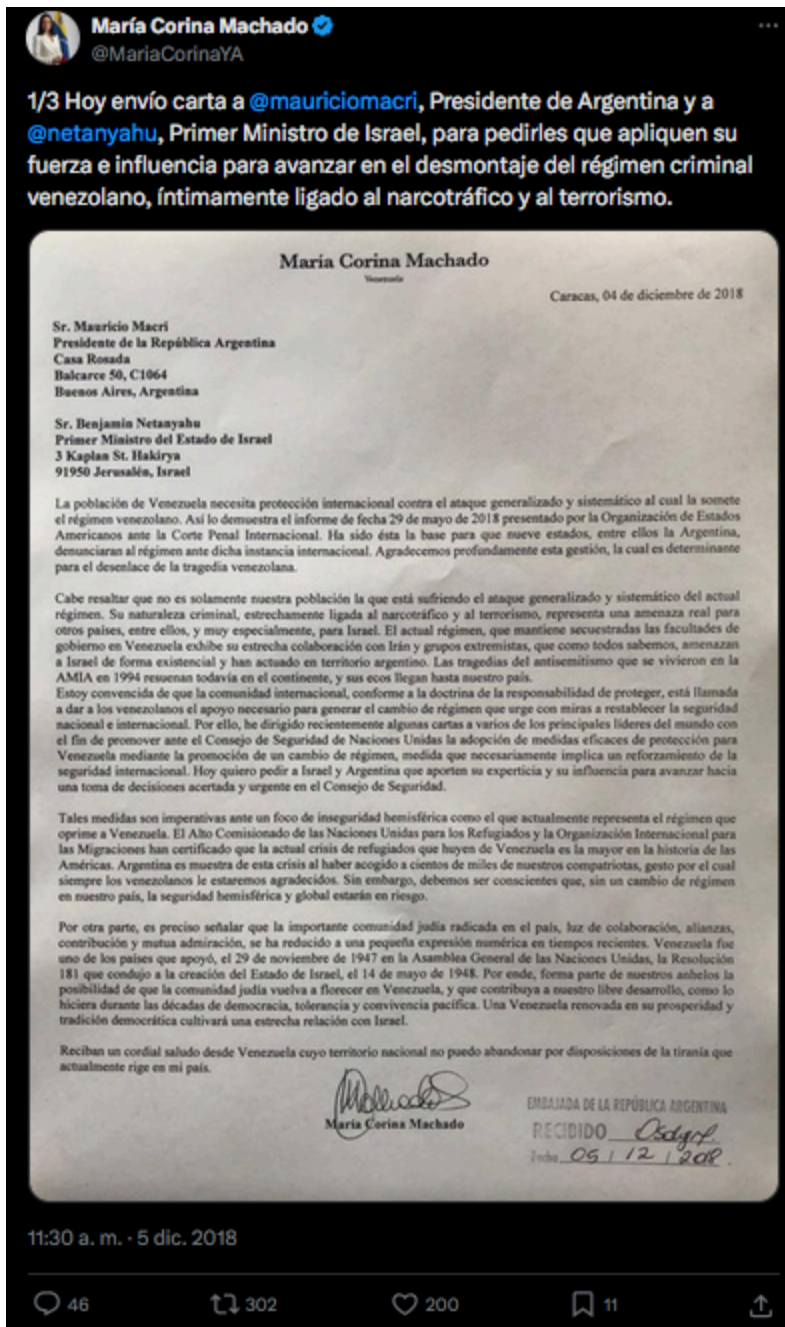 María Corina Machado
@MariaCorinaYA
1/3 Hoy envío carta a @mauriciomacri, Presidente de Argentina y a
@netanyahu, Primer Ministro de Israel, para pedirles que apliquen su
fuerza e influencia para avanzar en el desmontaje del régimen criminal
venezolano, íntimamente ligado al narcotráfico y al terrorismo.
María Corina Machado
Venezuela
Caracas, 04 de diciembre de 2018
Sr. Mauricio Macri
Presidente de la República Argentina
Casa Rosada
Balcarce 50, C1064
Buenos Aires, Argentina
Sr. Benjamin Netanyahu
Primer Ministro del Estado de Israel
3 Kaplan St. Hakirya
91950 Jerusalén, Israel
La población de Venezuela necesita protección internacional contra el ataque generalizado y sistemático al cual la somete
el régimen venezolano. Así lo demuestra el informe de fecha 29 de mayo de 2018 presentado por la Organización de Estados
Americanos ante la Corte Penal Internacional. Ha sido ésta la base para que nueve estados, entre ellos la Argentina,
denunciaran al régimen ante dicha instancia internacional. Agradecemos profundamente esta gestión, la cual es determinante
para el desenlace de la tragedia venezolana.
Cabe resaltar que no es solamente nuestra población la que está sufriendo el ataque generalizado y sistemático del actual
régimen. Su naturaleza criminal, estrechamente ligada al narcotráfico y al terrorismo, representa una amenaza real para
otros países, entre ellos, y muy especialmente, para Israel. El actual régimen, que mantiene secuestradas las facultades de
gobierno en Venezuela exhibe su estrecha colaboración con Irán y grupos extremistas, que como todos sabemos, amenazan
a Israel de forma existencial y han actuado en territorio argentino. Las tragedias del antisemitismo que se vivieron en la
AMIA en 1994 resuenan todavía en el continente, y sus ecos llegan hasta nuestro país.
Estoy convencida de que la comunidad internacional, conforme a la doctrina de la responsabilidad de proteger, está llamada
a dar a los venezolanos el apoyo necesario para generar el cambio de régimen que urge con miras a restablecer la seguridad
nacional e internacional. Por ello, he dirigido recientemente algunas cartas a varios de los principales líderes del mundo con
el fin de promover ante el Consejo de Seguridad de Naciones Unidas la adopción de medidas eficaces de protección para
Venezuela mediante la promoción de un cambio de régimen, medida que necesariamente implica un reforzamiento de la
seguridad internacional. Hoy quiero pedir a Israel y Argentina que aporten su experticia y su influencia para avanzar hacia
una toma de decisiones acertada y urgente en el Consejo de Seguridad.
Tales medidas son imperativas ante un foco de inseguridad hemisférica como el que actualmente representa el régimen que
oprime a Venezuela. El Alto Comisionado de las Naciones Unidas para los Refugiados y la Organización Internacional para
las Migraciones han certificado que la actual crisis de refugiados que huyen de Venezuela es la mayor en la historia de las
Américas. Argentina es muestra de esta crisis al haber acogido a cientos de miles de nuestros compatriotas, gesto por el cual
siempre los venezolanos le estaremos agradecidos. Sin embargo, debemos ser conscientes que, sin un cambio de régimen
en nuestro país, la seguridad hemisférica y global estarán en riesgo.
Por otra parte, es preciso señalar que la importante comunidad judía radicada en el país, luz de colaboración, alianzas,
contribución y mutua admiración, se ha reducido a una pequeña expresión numérica en tiempos recientes. Venezuela fue
uno de los países que apoyó, el 29 de noviembre de 1947 en la Asamblea General de las Naciones Unidas, la Resolución
181 que condujo a la creación del Estado de Israel, el 14 de mayo de 1948. Por ende, forma parte de nuestros anhelos la
posibilidad de que la comunidad judía vuelva a florecer en Venezuela, y que contribuya a nuestro libre desarrollo, como lo
hiciera durante las décadas de democracia, tolerancia y convivencia pacífica. Una Venezuela renovada en su prosperidad y
tradición democrática cultivará una estrecha relación con Israel.
Reciban un cordial saludo desde Venezuela cuyo territorio nacional no puedo abandonar por disposiciones de la tiranía que
actualmente rige en mi país.
María Corina Machado
EMBAJADA DE LA REPÚBLICA ARGENTINA
RECIBIDO
Fecha 05/12/2018.
11:30 a. m. · 5 dic. 2018
46 302 200 11